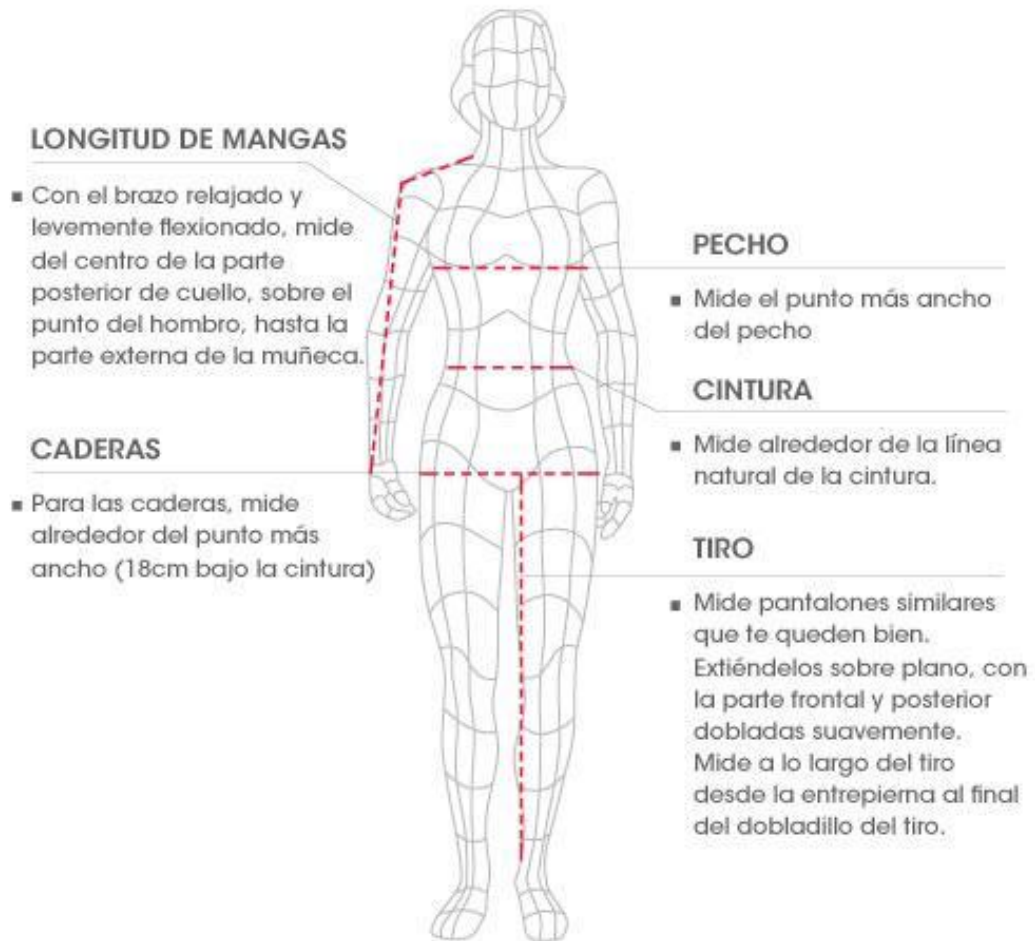 LONGITUD DE MANGAS
▪ Con el brazo relajado y
levemente flexionado, mide
del centro de la parte
posterior de cuello, sobre el
punto del hombro, hasta la
parte externa de la muñeca.
CADERAS
▪ Para las caderas, mide
alrededor del punto más
ancho (18cm bajo la cintura)
PECHO
▪ Mide el punto más ancho
del pecho
CINTURA
▪ Mide alrededor de la línea
natural de la cintura.
TIRO
▪ Mide pantalones similares
que te queden bien.
Extiéndelos sobre plano, con
la parte frontal y posterior
dobladas suavemente.
Mide a lo largo del tiro
desde la entrepierna al final
del dobladillo del tiro.